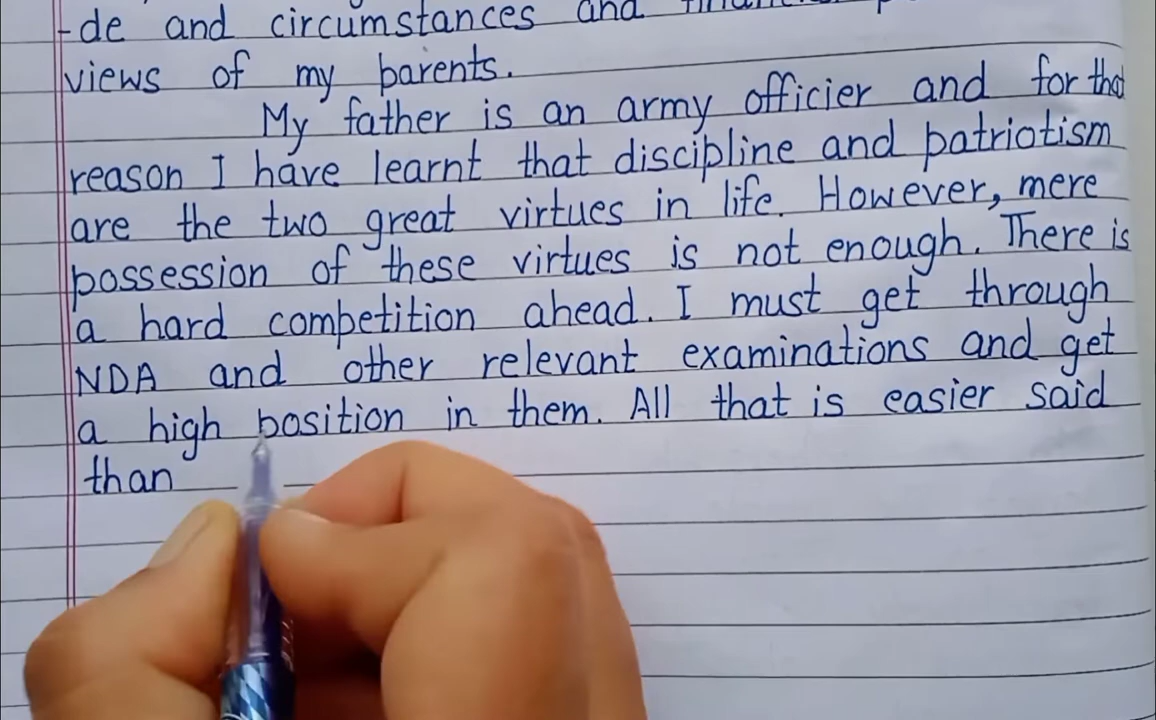 -de and circumstances and
views of my parents.
My father is an army officier and for that
reason I have learnt that discipline and patriotism
are the two great virtues in life. However, mere
possession of these virtues is not enough. There is
a hard competition ahead. I must get through
NDA and other relevant examinations and get
a high position in them. All that is easier said
than